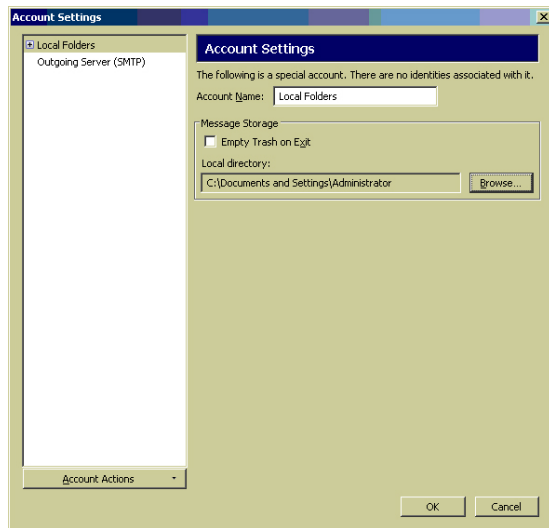 Account Settings
Local Folders
Outgoing Server (SMTP)
Account Settings
The following is a special account. There are no identities associated with it.
Account Name: Local Folders
Message Storage
Empty Trash on Exit
Local directory:
C:\Documents and Settings\Administrator
Browse...
Account Actions
OK Cancel